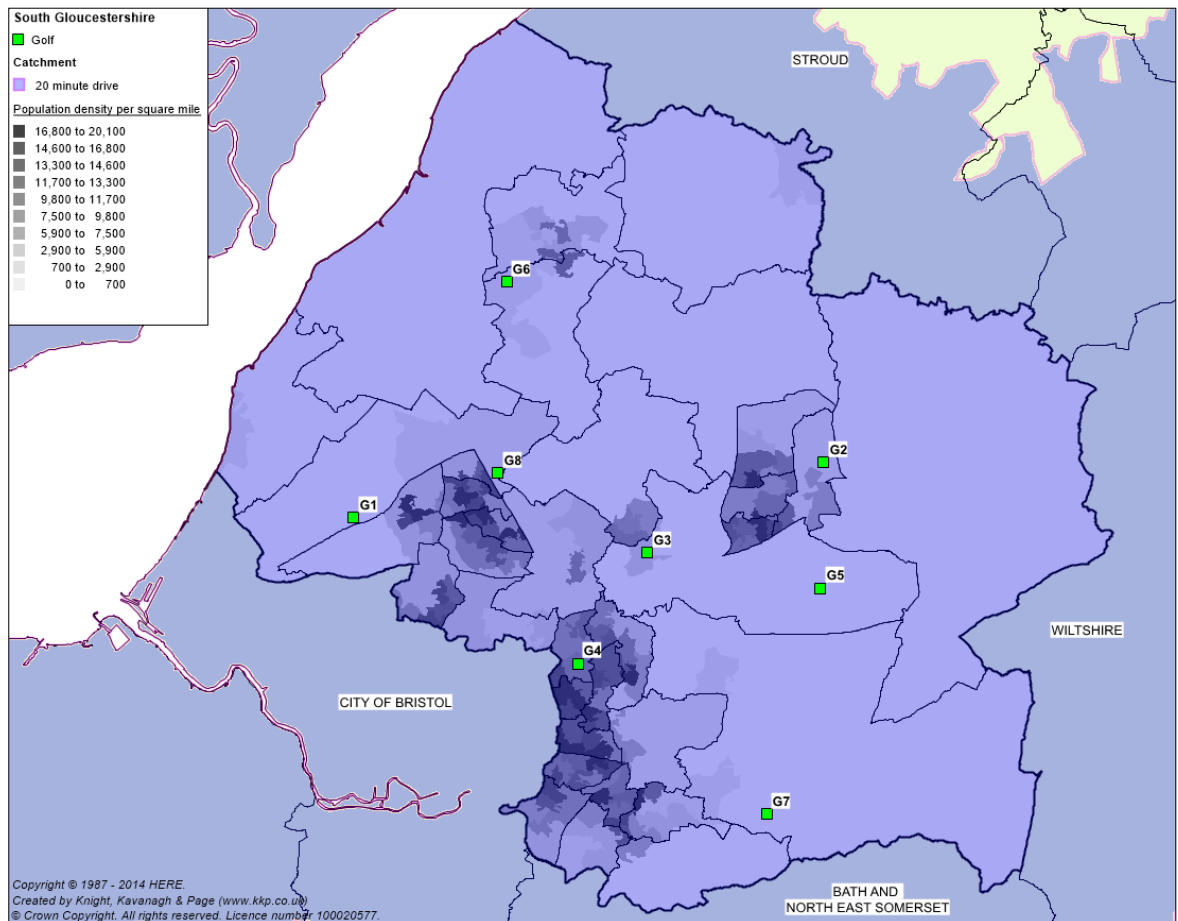 South Gloucestershire
Golf
Catchment
20 minute drive
Population density per square mile
16,800 to 20,100
14,600 to 16,800
13,300 to 14,600
11,700 to 13,300
9,800 to 11,700
7,500 to 9,800
5,900 to 7,500
2,900 to 5,900
700 to 2,900
0 to 700
STROUD
G6
G2
G8
G1
G3
G5
WILTSHIRE
G4
CITY OF BRISTOL
G7
BATH AND
NORTH EAST SOMERSET
Copyright © 1987 - 2014 HERE.
Created by Knight, Kavanagh & Page (www.kkp.co.uk)
© Crown Copyright. All rights reserved. Licence number 100020577.